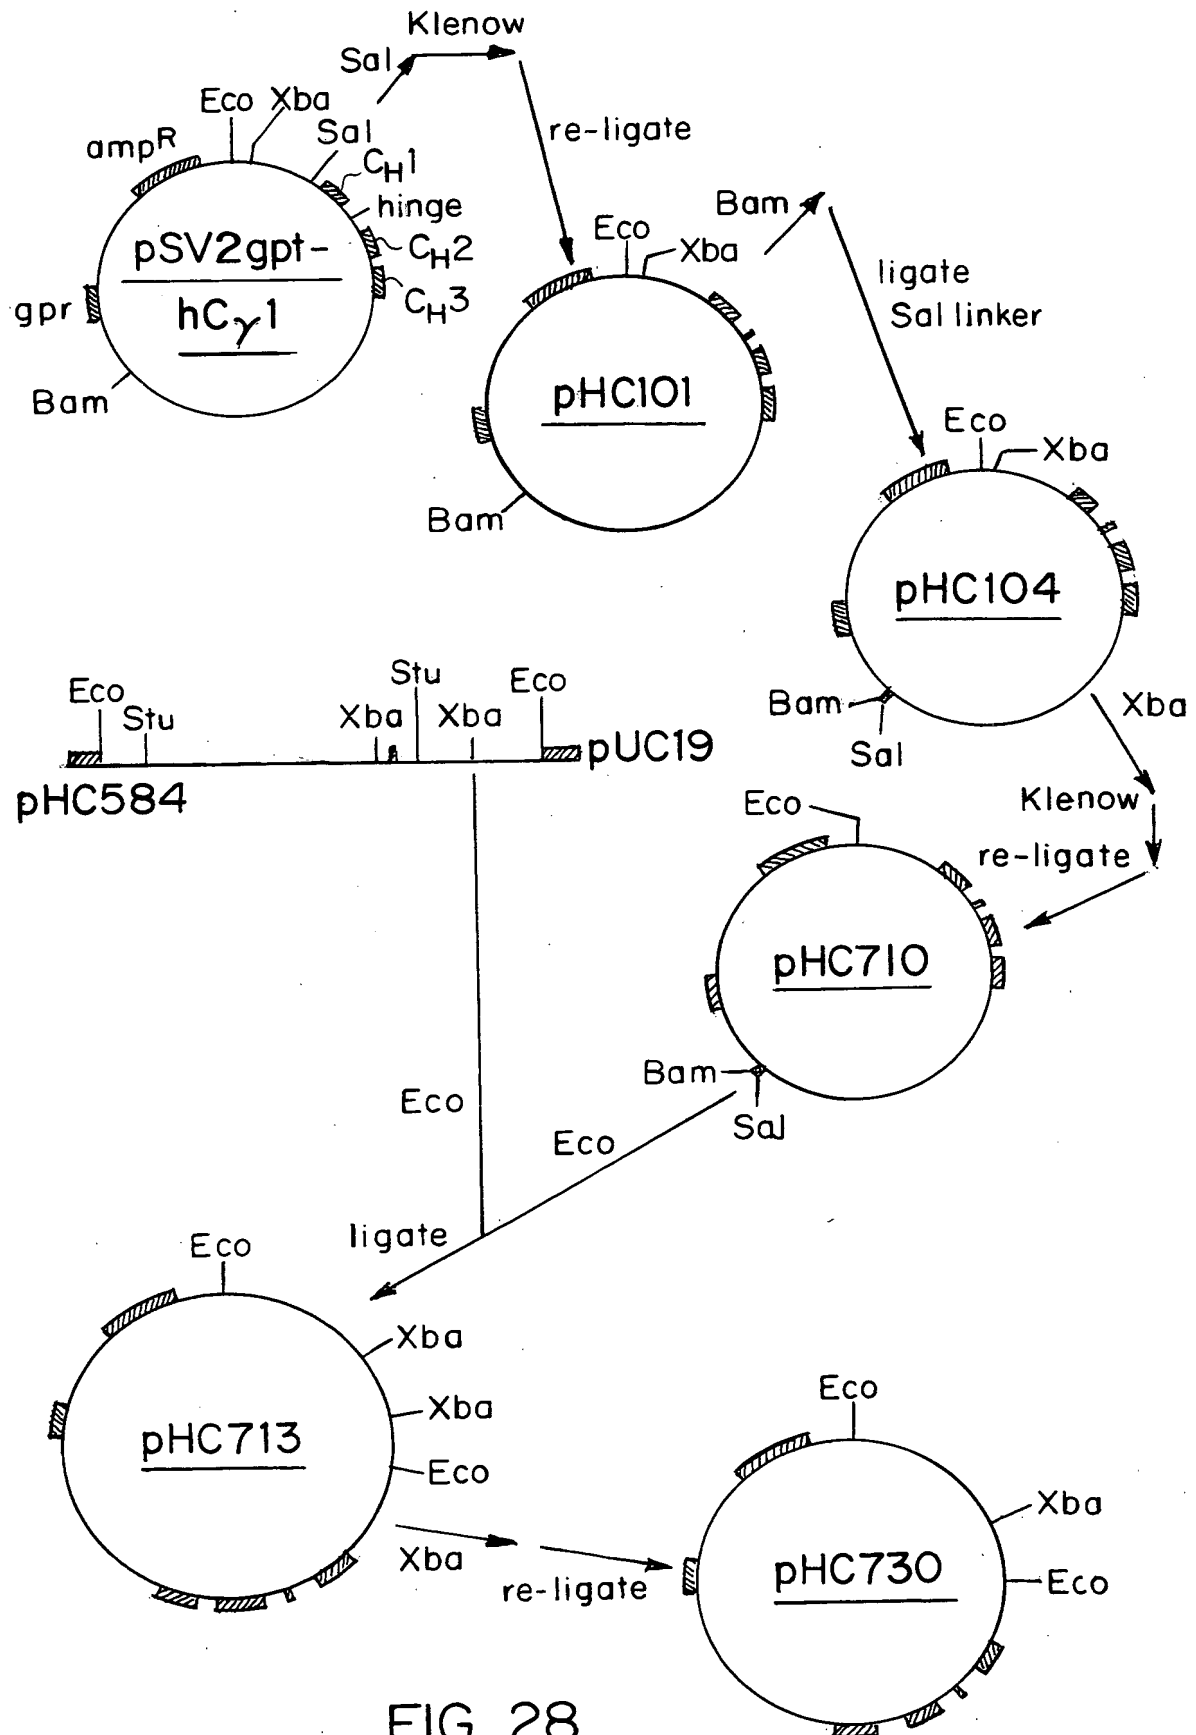 Klenow
Sal
Eco Xba
Sal
re-ligate
ampR
CH1
hinge
CH2
CH3
pSV2gpt-
hCγ1
gpr
Bam
Bam
Eco
Xba
ligate
Sal linker
pHC101
Bam
Eco
Xba
pHC104
Bam
Sal
Xba
Klenow
re-ligate
Eco
Stu
Xba
Stu
Xba
Eco
pUC19
pHC584
Eco
pHC710
Bam
Sal
Eco
Eco
ligate
Eco
Xba
Xba
Eco
pHC713
Xba
re-ligate
Eco
Xba
Eco
pHC730
FIG. 28